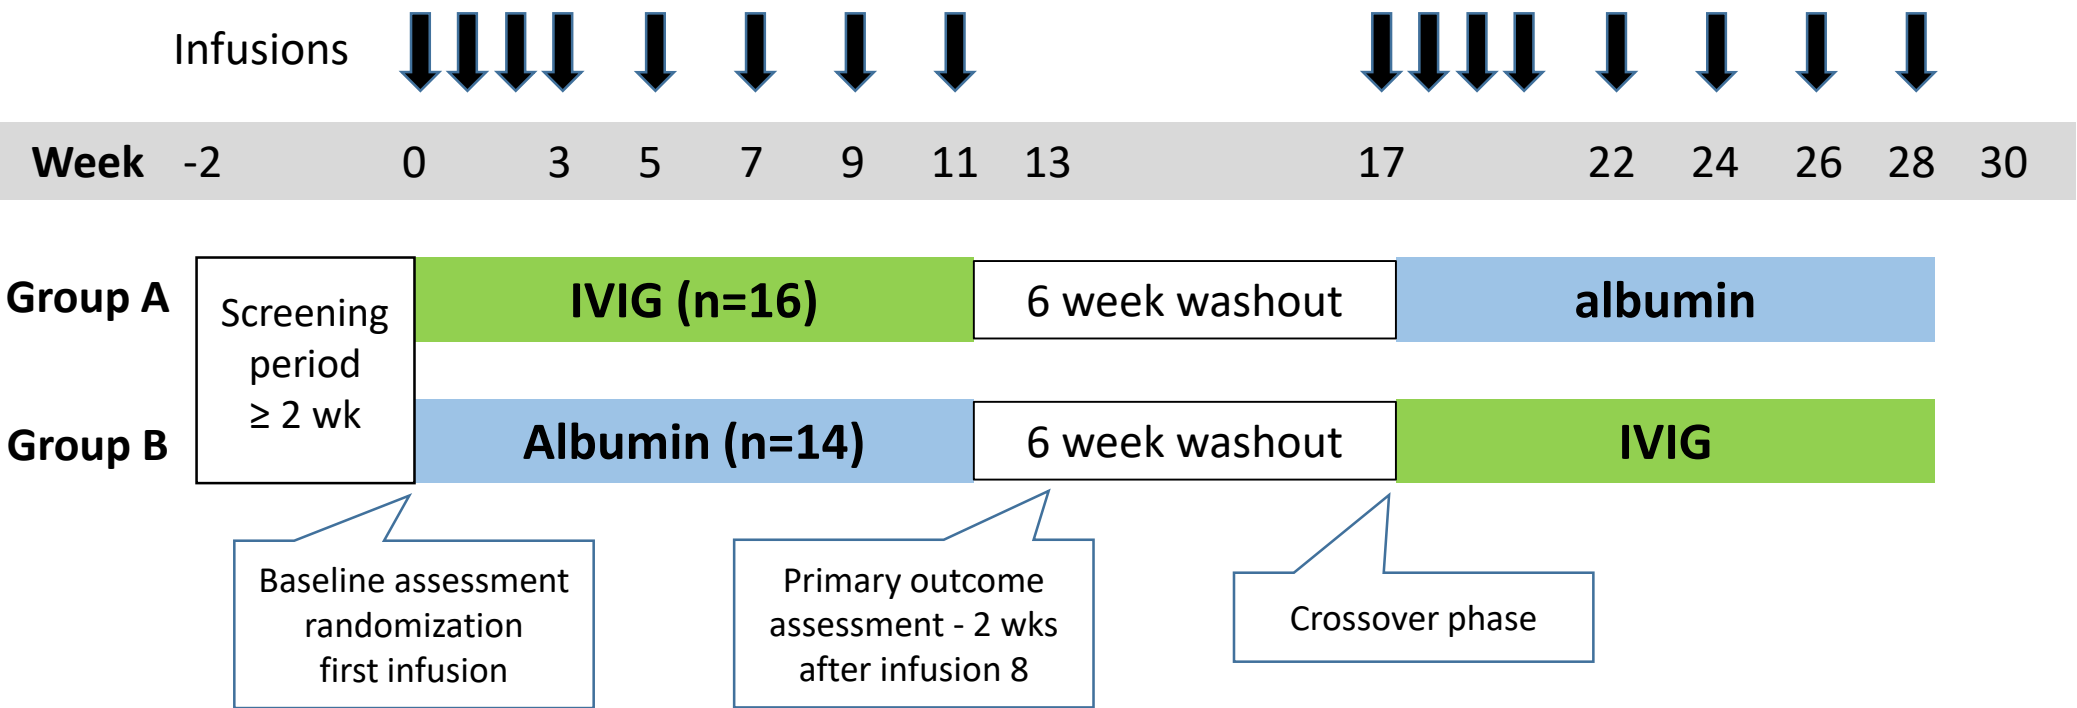 Infusions
Week -2 0 3 5 7 9 11 13 17 22 24 26 28 30
Group A
Screening
period
≥ 2 wk
IVIG (n=16)
6 week washout
albumin
Group B
Albumin (n=14)
6 week washout
IVIG
Baseline assessment
randomization
first infusion
Primary outcome
assessment - 2 wks
after infusion 8
Crossover phase